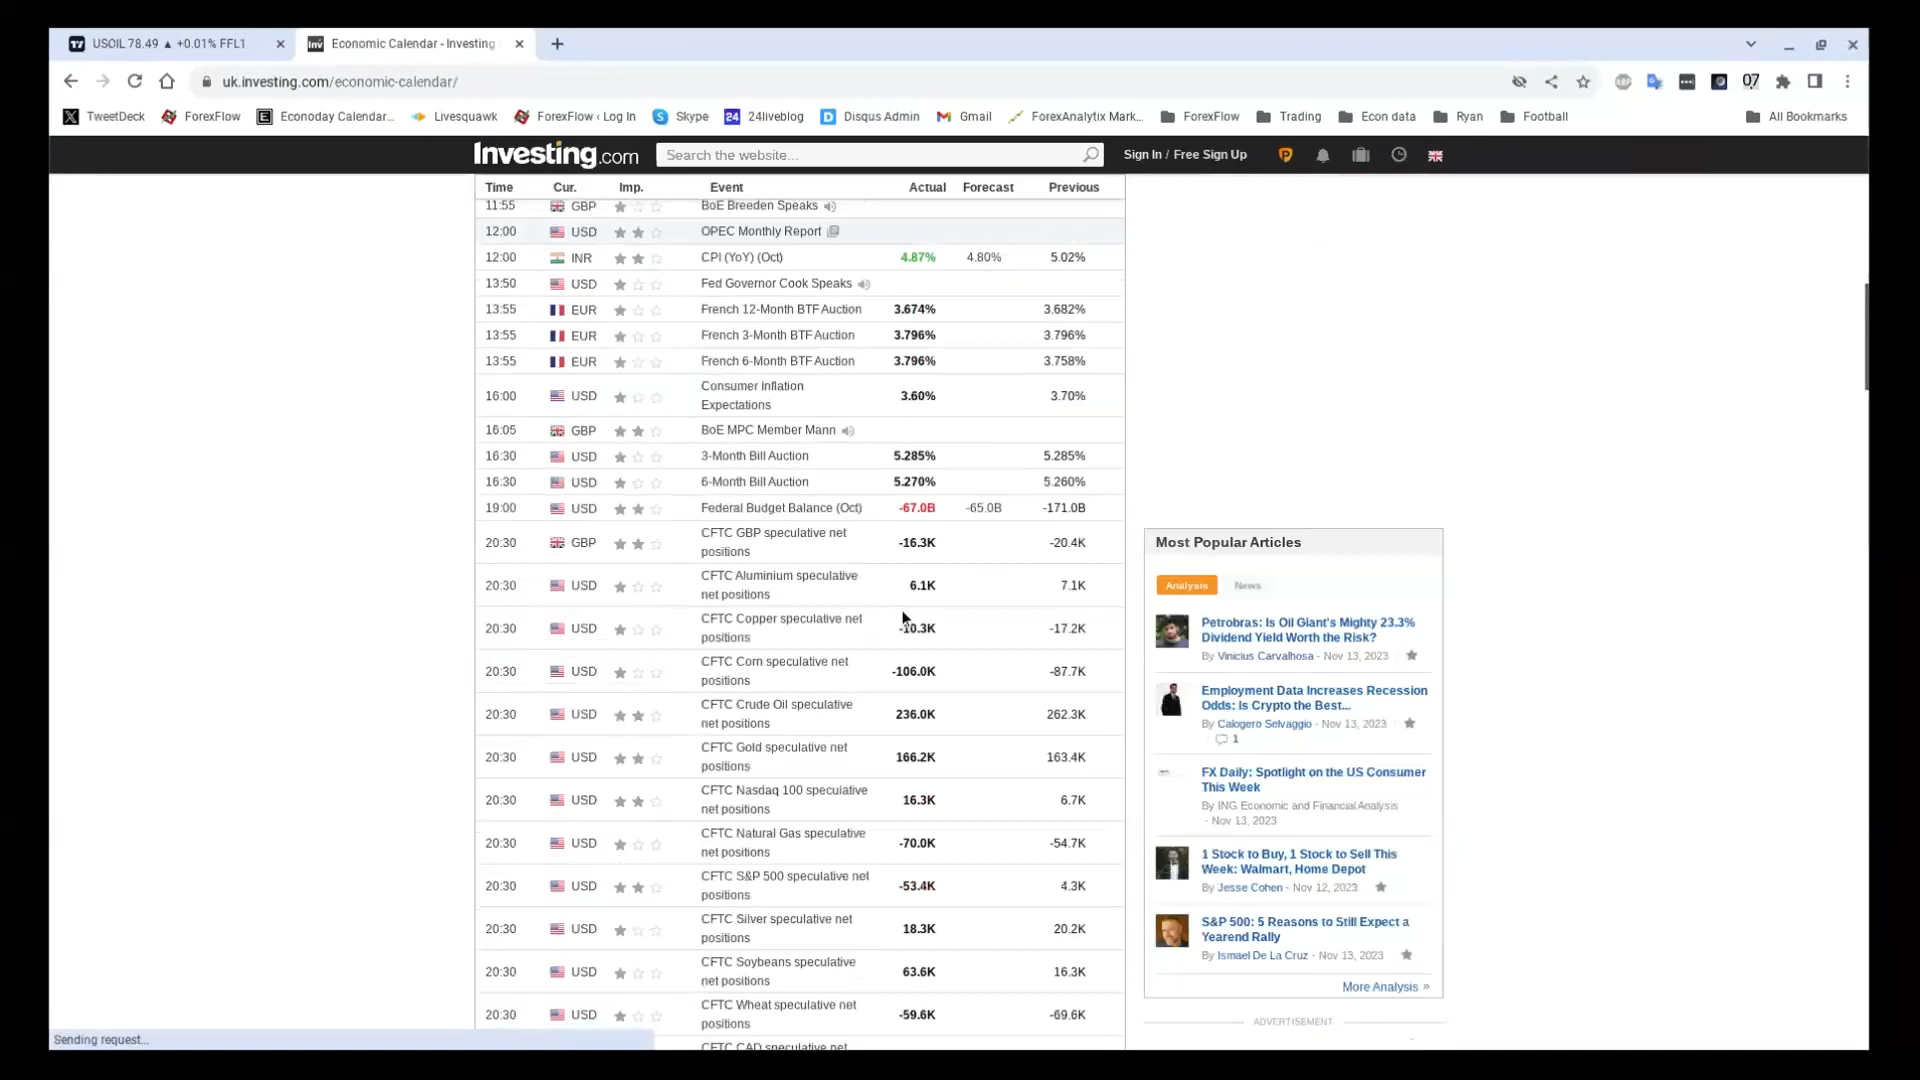 USOIL 78.49 ▲ +0.01% FFL1
Economic Calendar - Investing
uk.investing.com/economic-calendar/
TweetDeck ForexFlow Econoday Calendar... Livesquawk ForexFlow ‹ Log In Skype 24liveblog Disqus Admin Gmail ForexAnalytix Mark... ForexFlow Trading Econ data Ryan Football All Bookmarks
Investing.com Search the website... Sign In / Free Sign Up
Time Cur. Imp. Event Actual Forecast Previous
11:55 GBP BoE Breeden Speaks
12:00 USD OPEC Monthly Report
12:00 INR CPI (YoY) (Oct) 4.87% 4.80% 5.02%
13:50 USD Fed Governor Cook Speaks
13:55 EUR French 12-Month BTF Auction 3.674% 3.682%
13:55 EUR French 3-Month BTF Auction 3.796% 3.796%
13:55 EUR French 6-Month BTF Auction 3.796% 3.758%
Consumer Inflation
16:00 USD Expectations 3.60% 3.70%
16:05 GBP BoE MPC Member Mann
16:30 USD 3-Month Bill Auction 5.285% 5.285%
16:30 USD 6-Month Bill Auction 5.270% 5.260%
19:00 USD Federal Budget Balance (Oct) -67.0B -65.0B -171.0B
20:30 GBP CFTC GBP speculative net -16.3K -20.4K
positions
20:30 USD CFTC Aluminium speculative 6.1K 7.1K
net positions
20:30 USD CFTC Copper speculative net -10.3K -17.2K
positions
20:30 USD CFTC Corn speculative net -106.0K -87.7K
positions
20:30 USD CFTC Crude Oil speculative 236.0K 262.3K
net positions
20:30 USD CFTC Gold speculative net 166.2K 163.4K
positions
20:30 USD CFTC Nasdaq 100 speculative 16.3K 6.7K
net positions
20:30 USD CFTC Natural Gas speculative -70.0K -54.7K
net positions
20:30 USD CFTC S&P 500 speculative net -53.4K 4.3K
positions
20:30 USD CFTC Silver speculative net 18.3K 20.2K
positions
20:30 USD CFTC Soybeans speculative 63.6K 16.3K
net positions
20:30 USD CFTC Wheat speculative net -59.6K -69.6K
positions
CFTC CAD speculative net
Most Popular Articles
Analysis News
Petrobras: Is Oil Giant's Mighty 23.3%
Dividend Yield Worth the Risk?
By Vinicius Carvalhosa - Nov 13, 2023
Employment Data Increases Recession
Odds: Is Crypto the Best...
By Calogero Selvaggio - Nov 13, 2023
1
FX Daily: Spotlight on the US Consumer
This Week
By ING Economic and Financial Analysis
- Nov 13, 2023
1 Stock to Buy, 1 Stock to Sell This
Week: Walmart, Home Depot
By Jesse Cohen - Nov 12, 2023
S&P 500: 5 Reasons to Still Expect a
Yearend Rally
By Ismael De La Cruz - Nov 13, 2023
More Analysis »
ADVERTISEMENT
Sending request...